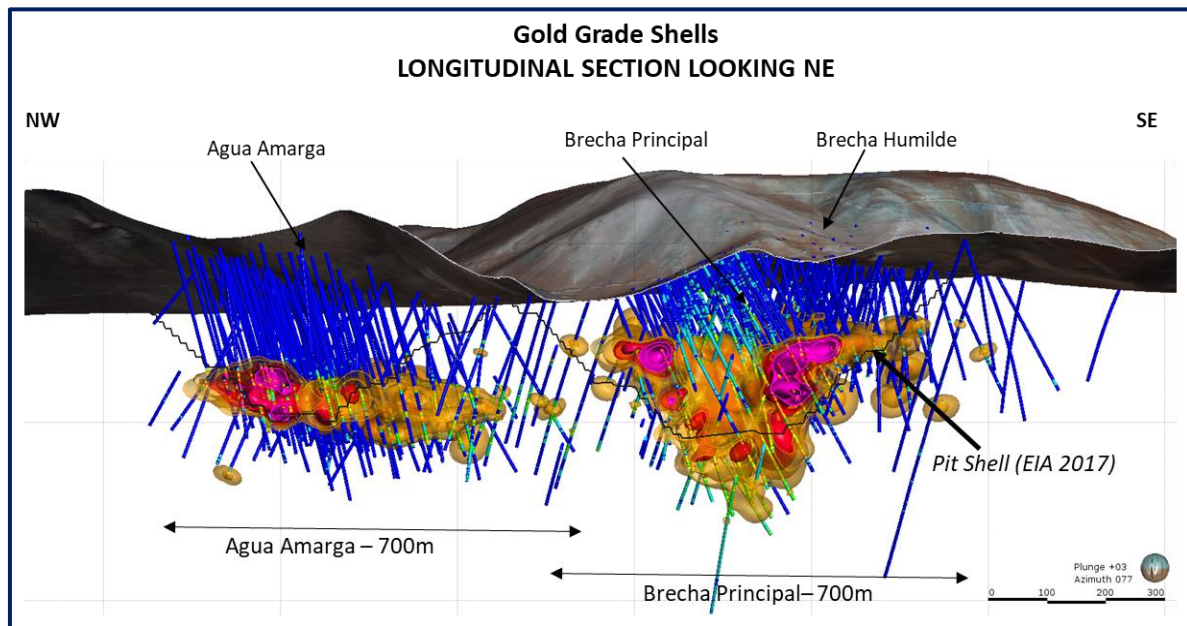 Gold Grade Shells
LONGITUDINAL SECTION LOOKING NE
NW
SE
Agua Amarga
Brecha Principal
Brecha Humilde
Pit Shell (EIA 2017)
Agua Amarga – 700m
Brecha Principal– 700m
Plunge +03
Azimuth 077
0 100 200 300